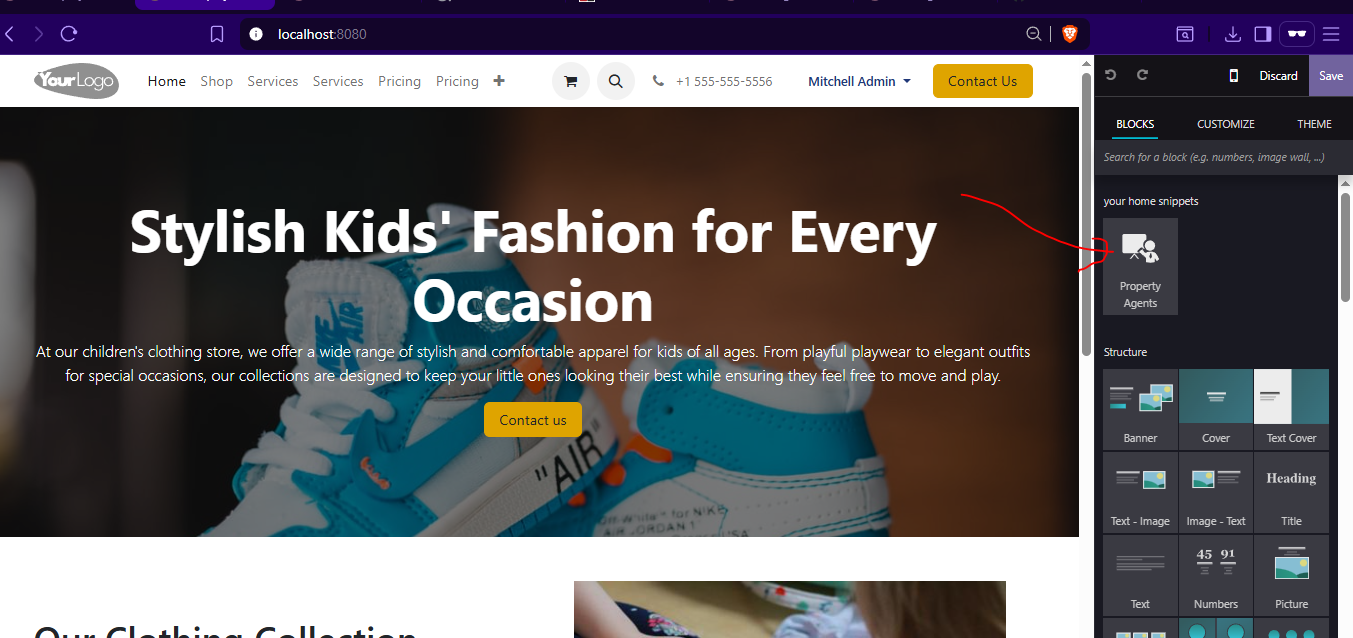 localhost:8080
YourLogo
Home Shop Services Services Pricing Pricing
+1 555-555-5556
Mitchell Admin
Contact Us
Discard
Save
BLOCKS CUSTOMIZE THEME
Search for a block (e.g. numbers, image wall, ...)
Stylish Kids' Fashion for Every
Occasion
At our children's clothing store, we offer a wide range of stylish and comfortable apparel for kids of all ages. From playful playwear to elegant outfits
for special occasions, our collections are designed to keep your little ones looking their best while ensuring they feel free to move and play.
Contact us
NIKE
AIR
"AIR
for NIKE
AIR JORDAN 1
USA
Our Clothing Collection
your home snippets
Property
Agents
Structure
Banner Cover Text Cover
Heading
Text - Image Image - Text Title
45 91
Text Numbers Picture